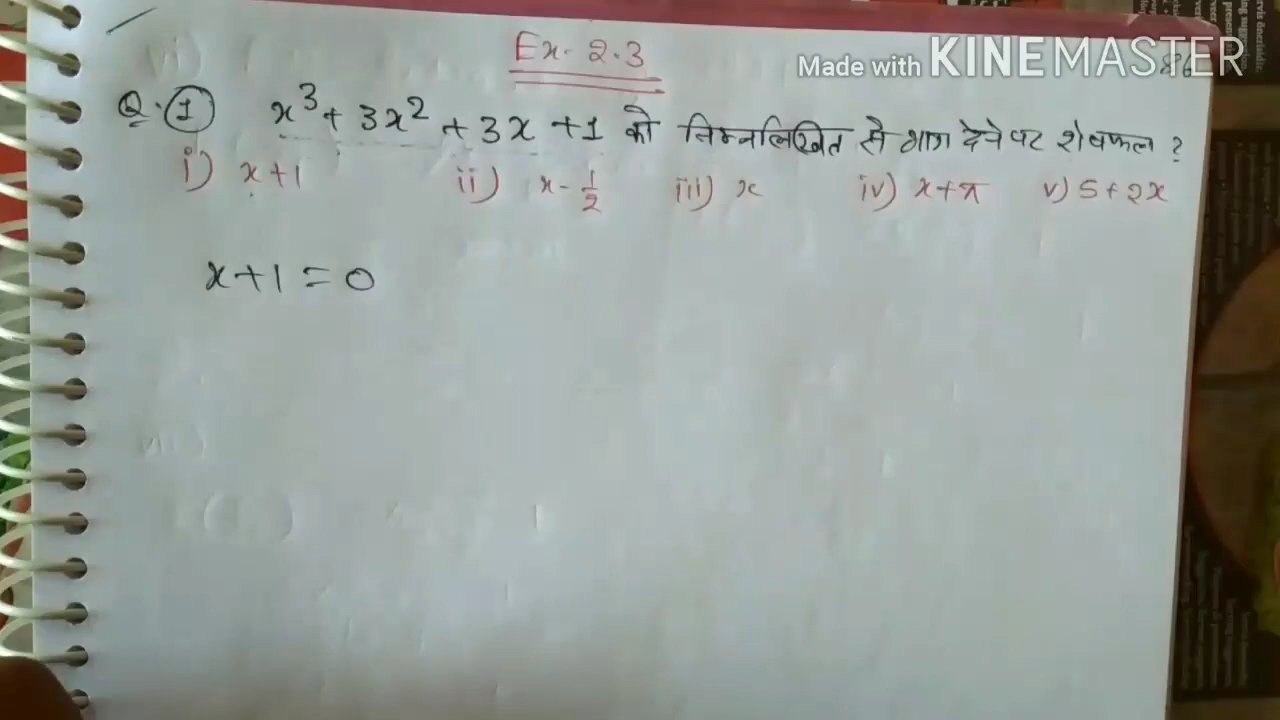 Ex. 2.3
Made with KINEMASTER
Q. 1 x³ + 3x² + 3x + 1 को निम्नलिखित से भाग देने पर शेषफल ?
i) x+1 ii) x - 1/2 iii) x iv) x+π v) 5+2x
x+1 = 0